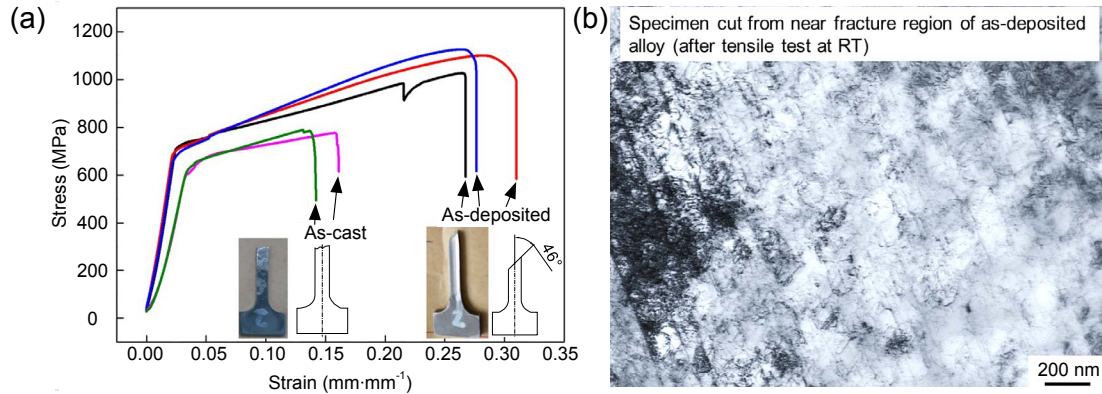 (a)
1200
1000
800
600
400
200
0
Stress (MPa)
0.00
0.05
0.10
0.15
0.20
0.25
0.30
0.35
Strain (mm·mm⁻¹)
As-cast
As-deposited
46°
2
2
(b)
Specimen cut from near fracture region of as-deposited
alloy (after tensile test at RT)
200 nm